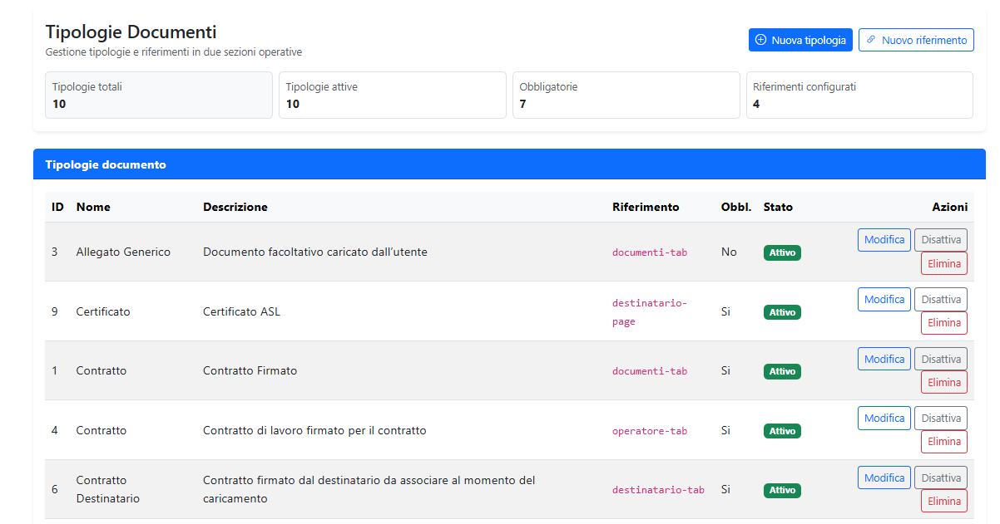 Tipologie Documenti
Gestione tipologie e riferimenti in due sezioni operative
Nuova tipologia
Nuovo riferimento
Tipologie totali
10
Tipologie attive
10
Obbligatorie
7
Riferimenti configurati
4
Tipologie documento
ID Nome Descrizione Riferimento Obbl. Stato Azioni
3 Allegato Generico Documento facoltativo caricato dall’utente documenti-tab No Attivo Modifica Disattiva
Elimina
9 Certificato Certificato ASL destinatario-
page Si Attivo Modifica Disattiva
Elimina
1 Contratto Contratto Firmato documenti-tab Si Attivo Modifica Disattiva
Elimina
4 Contratto Contratto di lavoro firmato per il contratto operatore-tab Si Attivo Modifica Disattiva
Elimina
6 Contratto
Destinatario Contratto firmato dal destinatario da associare al momento del
caricamento destinatario-tab Si Attivo Modifica Disattiva
Elimina